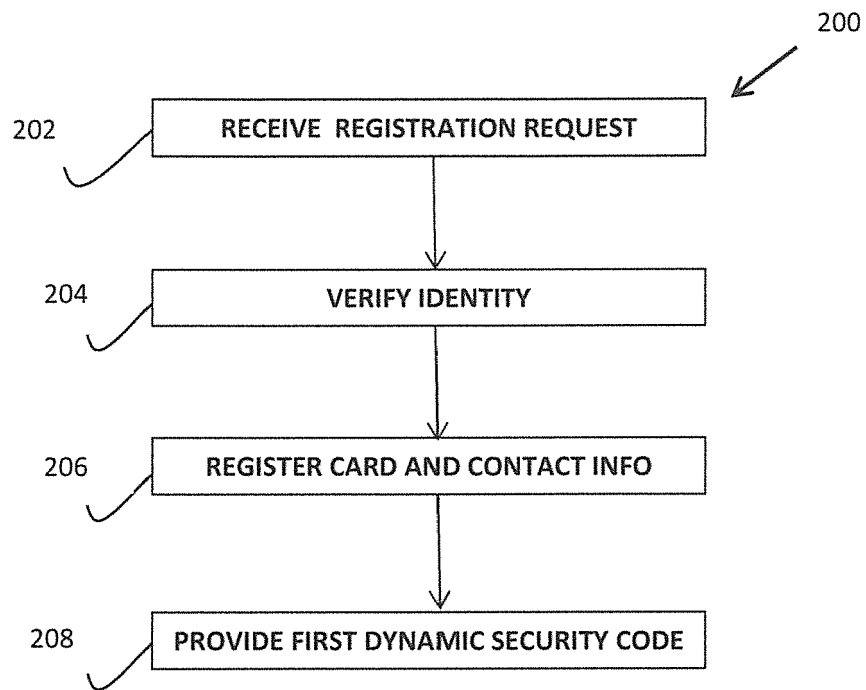 200
202 RECEIVE REGISTRATION REQUEST
204 VERIFY IDENTITY
206 REGISTER CARD AND CONTACT INFO
208 PROVIDE FIRST DYNAMIC SECURITY CODE